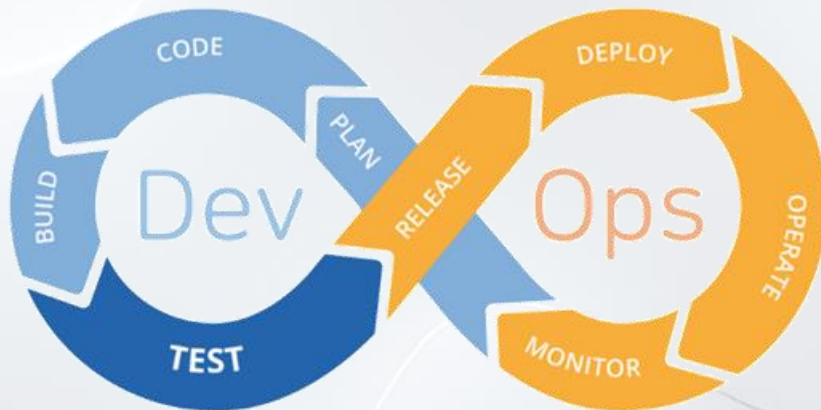 CODE
DEPLOY
PLAN
BUILD
Dev
RELEASE
Ops
OPERATE
TEST
MONITOR